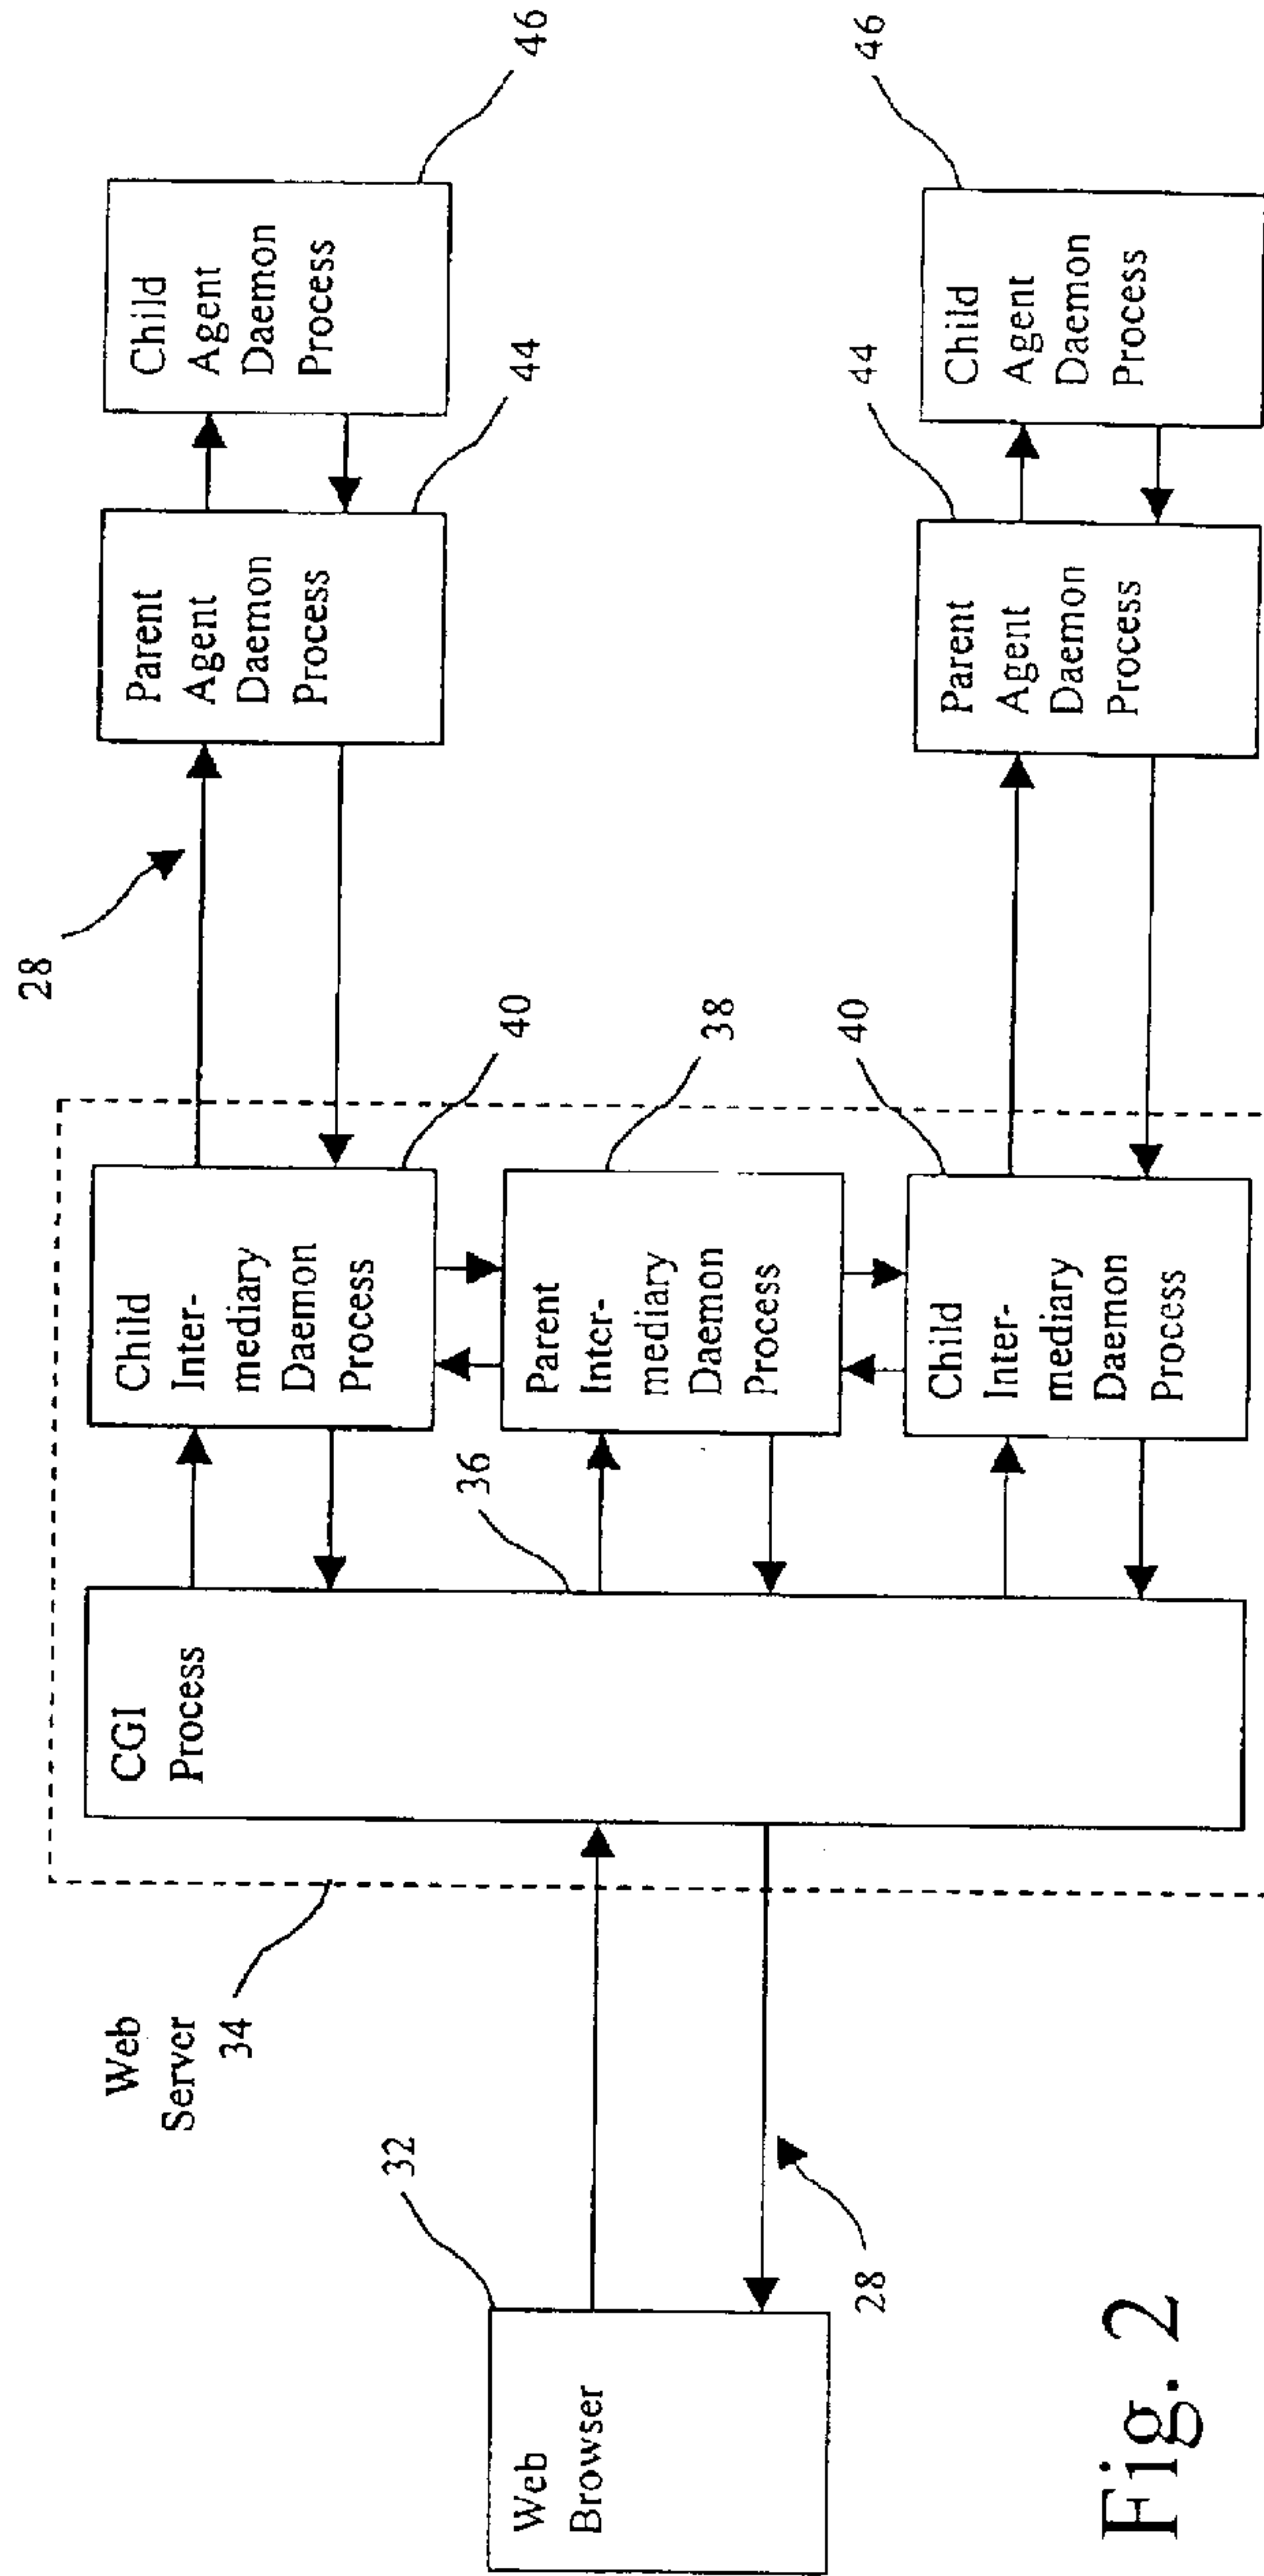 Web
Browser
32
28
Web
Server
34
CGI
Process
36
Child
Inter-
mediary
Daemon
Process
40
Parent
Inter-
mediary
Daemon
Process
38
Child
Inter-
mediary
Daemon
Process
40
28
Parent
Agent
Daemon
Process
44
Child
Agent
Daemon
Process
46
Parent
Agent
Daemon
Process
44
Child
Agent
Daemon
Process
46
Fig. 2